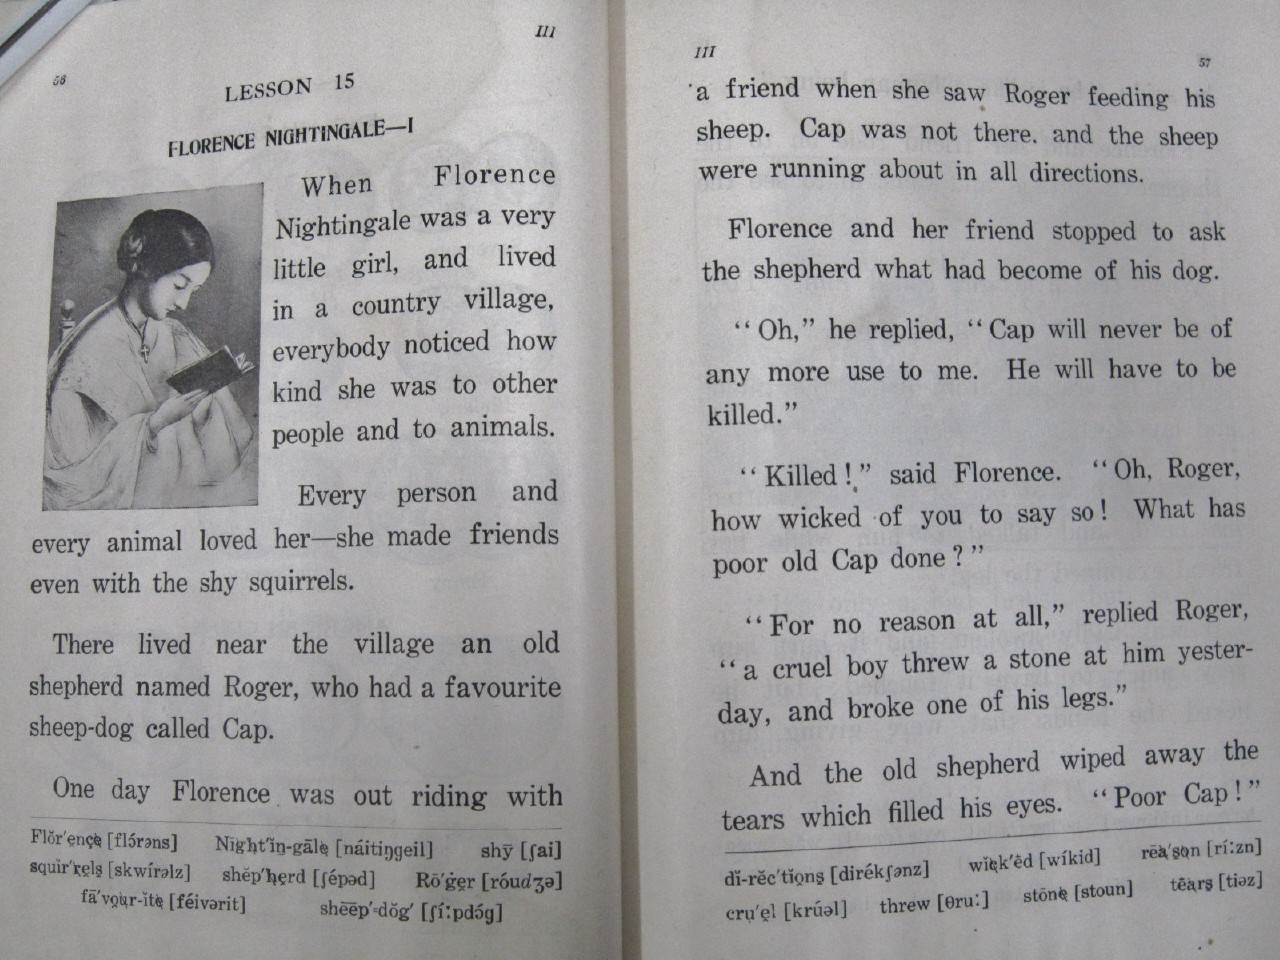 III
56
LESSON 15
FLORENCE NIGHTINGALE—I
When Florence
Nightingale was a very
little girl, and lived
in a country village,
everybody noticed how
kind she was to other
people and to animals.
Every person and
every animal loved her—she made friends
even with the shy squirrels.
There lived near the village an old
shepherd named Roger, who had a favourite
sheep-dog called Cap.
One day Florence was out riding with
Flŏr′ençe [flɔ́rəns] Nīght′ĭn-gāle [náitiŋgeil] shȳ [ʃai]
squir′rels [skwírəlz] shĕp′herd [ʃépəd] Rŏ′ġer [róudʒə]
fā′vour-ĭte [féivərit] shēēp′-dŏg′ [ʃíːpdɔ́g]
III
57
a friend when she saw Roger feeding his
sheep. Cap was not there. and the sheep
were running about in all directions.
Florence and her friend stopped to ask
the shepherd what had become of his dog.
“Oh,” he replied, “Cap will never be of
any more use to me. He will have to be
killed.”
“Killed!” said Florence. “Oh, Roger,
how wicked of you to say so! What has
poor old Cap done?”
“For no reason at all,” replied Roger,
“a cruel boy threw a stone at him yester-
day, and broke one of his legs.”
And the old shepherd wiped away the
tears which filled his eyes. “Poor Cap!”
dĭ-rĕc′tions [dirékʃənz] wĭck′ĕd [wíkid] rēa′son [ríːzn]
cru′el [krúəl] threw [θruː] stōne [stoun] tēars [tiəz]